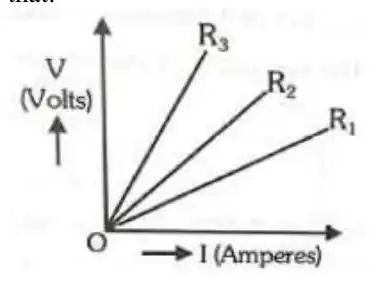 that:
R3
V
(Volts)
R2
R1
O
I (Amperes)